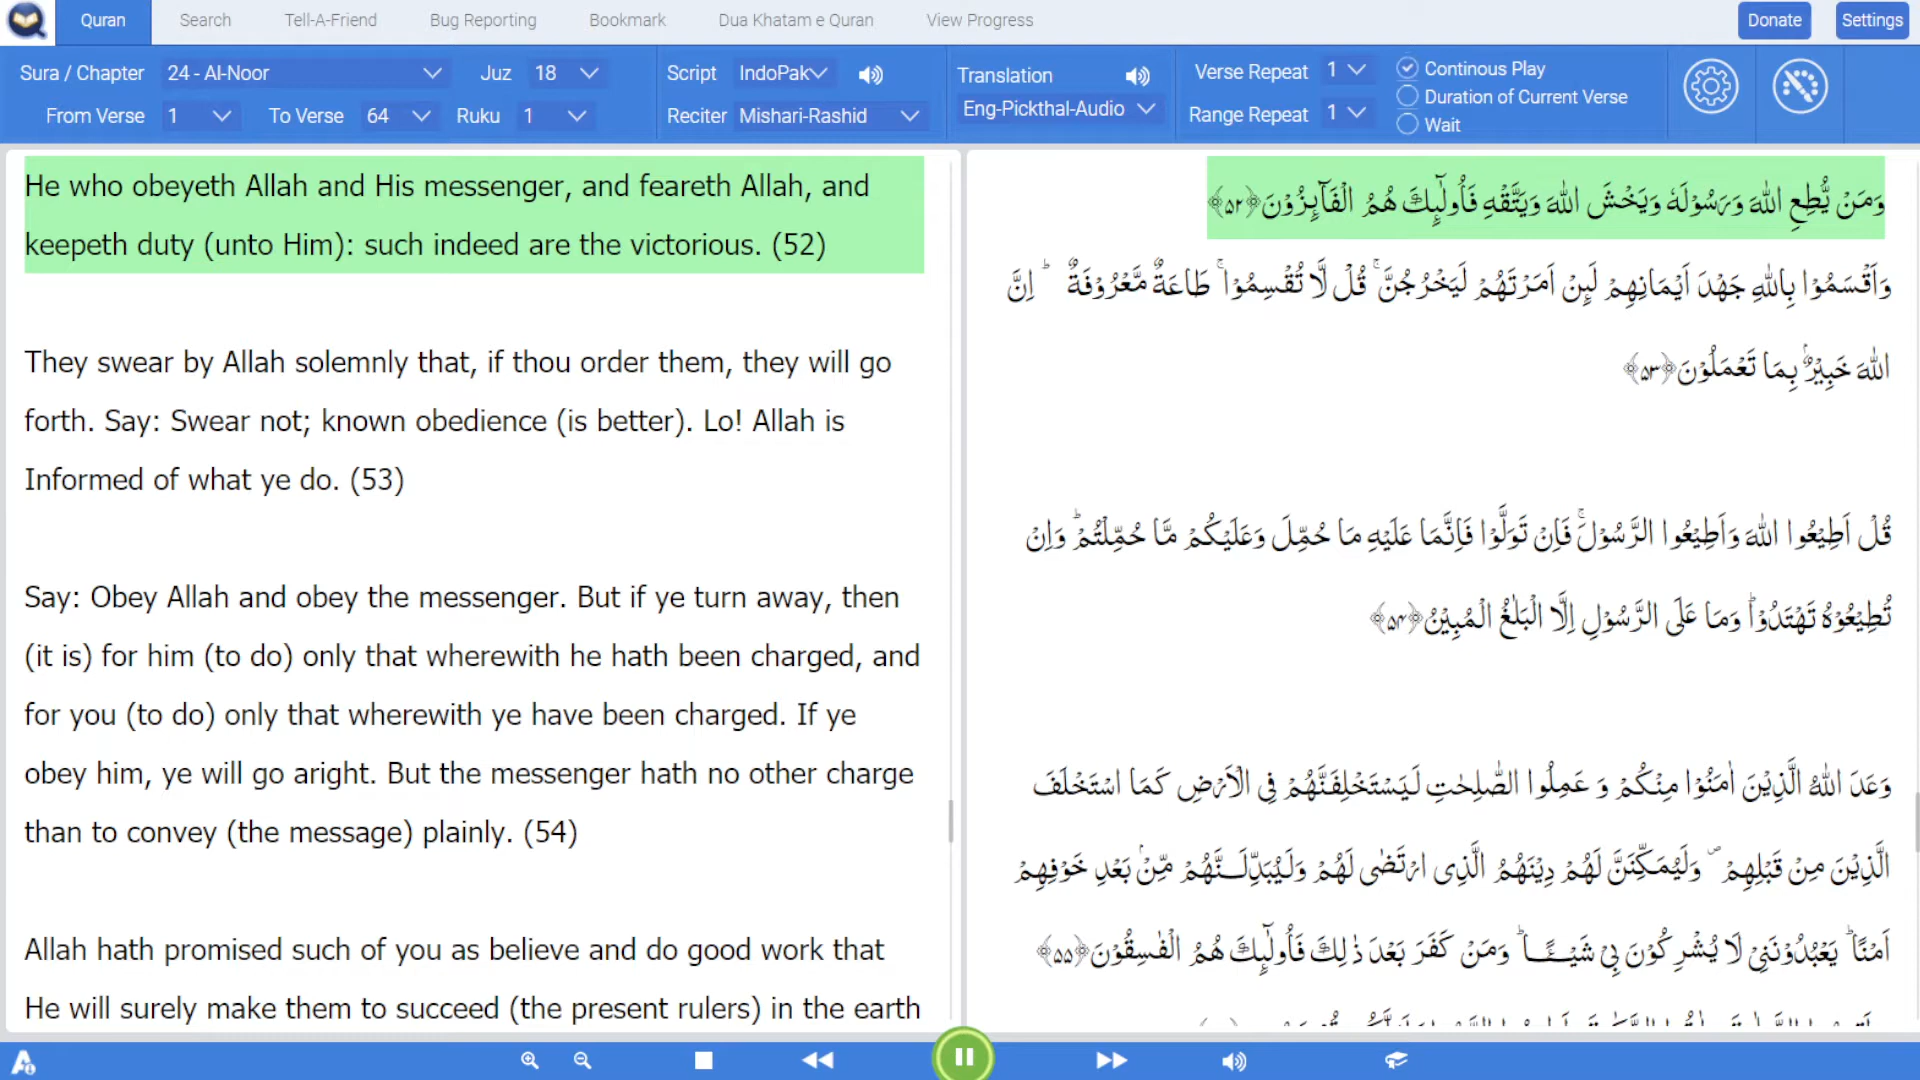 Quran
Search
Tell-A-Friend
Bug Reporting
Bookmark
Dua Khatam e Quran
View Progress
Donate
Settings
Sura / Chapter
24 - Al-Noor
Juz
18
From Verse
1
To Verse
64
Ruku
1
Script
IndoPak
Reciter
Mishari-Rashid
Translation
Eng-Pickthal-Audio
Verse Repeat
1
Range Repeat
1
Continous Play
Duration of Current Verse
Wait
He who obeyeth Allah and His messenger, and feareth Allah, and
keepeth duty (unto Him): such indeed are the victorious. (52)
They swear by Allah solemnly that, if thou order them, they will go
forth. Say: Swear not; known obedience (is better). Lo! Allah is
Informed of what ye do. (53)
Say: Obey Allah and obey the messenger. But if ye turn away, then
(it is) for him (to do) only that wherewith he hath been charged, and
for you (to do) only that wherewith ye have been charged. If ye
obey him, ye will go aright. But the messenger hath no other charge
than to convey (the message) plainly. (54)
Allah hath promised such of you as believe and do good work that
He will surely make them to succeed (the present rulers) in the earth
وَمَنْ يُّطِعِ اللّٰهَ وَرَسُوْلَهٗ وَيَخْشَ اللّٰهَ وَيَتَّقْهِ فَاُولٰٓئِكَ هُمُ الْفَآئِزُوْنَ﴿۵۲﴾
وَاَقْسَمُوْا بِاللّٰهِ جَهْدَ اَيْمَانِهِمْ لَئِنْ اَمَرْتَهُمْ لَيَخْرُجُنَّ ۚ قُلْ لَّا تُقْسِمُوْا ۚ طَاعَةٌ مَّعْرُوْفَةٌ ؕ اِنَّ
اللّٰهَ خَبِيْرٌۢ بِمَا تَعْمَلُوْنَ﴿۵۳﴾
قُلْ اَطِيْعُوا اللّٰهَ وَاَطِيْعُوا الرَّسُوْلَ ۚ فَاِنْ تَوَلَّوْا فَاِنَّمَا عَلَيْهِ مَا حُمِّلَ وَعَلَيْكُمْ مَّا حُمِّلْتُمْ ؕ وَاِنْ
تُطِيْعُوْهُ تَهْتَدُوْا ؕ وَمَا عَلَى الرَّسُوْلِ اِلَّا الْبَلٰغُ الْمُبِيْنُ﴿۵۴﴾
وَعَدَ اللّٰهُ الَّذِيْنَ اٰمَنُوْا مِنْكُمْ وَ عَمِلُوا الصّٰلِحٰتِ لَـيَسْتَخْلِفَنَّهُمْ فِى الْاَرْضِ كَمَا اسْتَخْلَفَ
الَّذِيْنَ مِنْ قَبْلِهِمْ ۖ وَلَيُمَكِّنَنَّ لَهُمْ دِيْنَهُمُ الَّذِى ارْتَضٰى لَهُمْ وَلَـيُبَدِّلَــنَّهُمْ مِّنْۢ بَعْدِ خَوْفِهِمْ
اَمْنًا ؕ يَعْبُدُوْنَنِىْ لَا يُشْرِكُوْنَ بِىْ شَيْـًٔــا ؕ وَمَنْ كَفَرَ بَعْدَ ذٰ لِكَ فَاُولٰٓئِكَ هُمُ الْفٰسِقُوْنَ﴿۵۵﴾